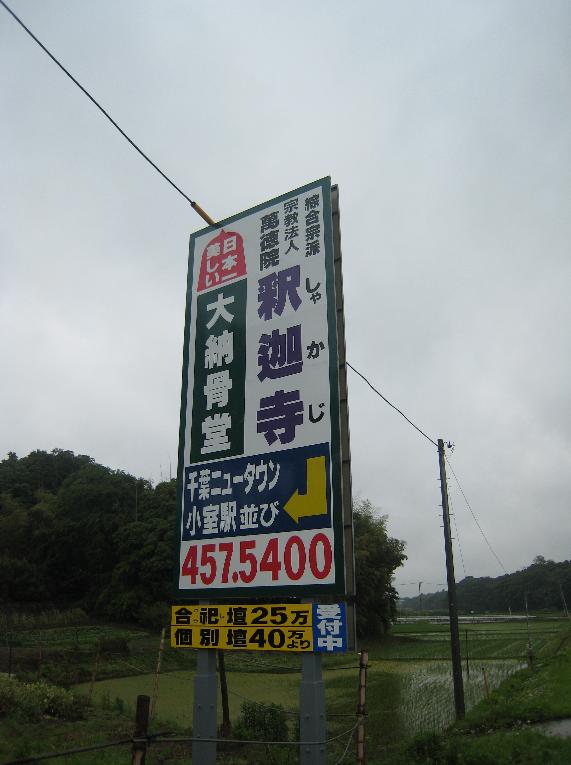 綜合宗派
宗教法人
萬徳院
釈迦寺
しゃかじ
日本一
美しい
大納骨堂
千葉ニュータウン
小室駅並び
457.5400
合祀壇25万
個別壇40万より
受付中